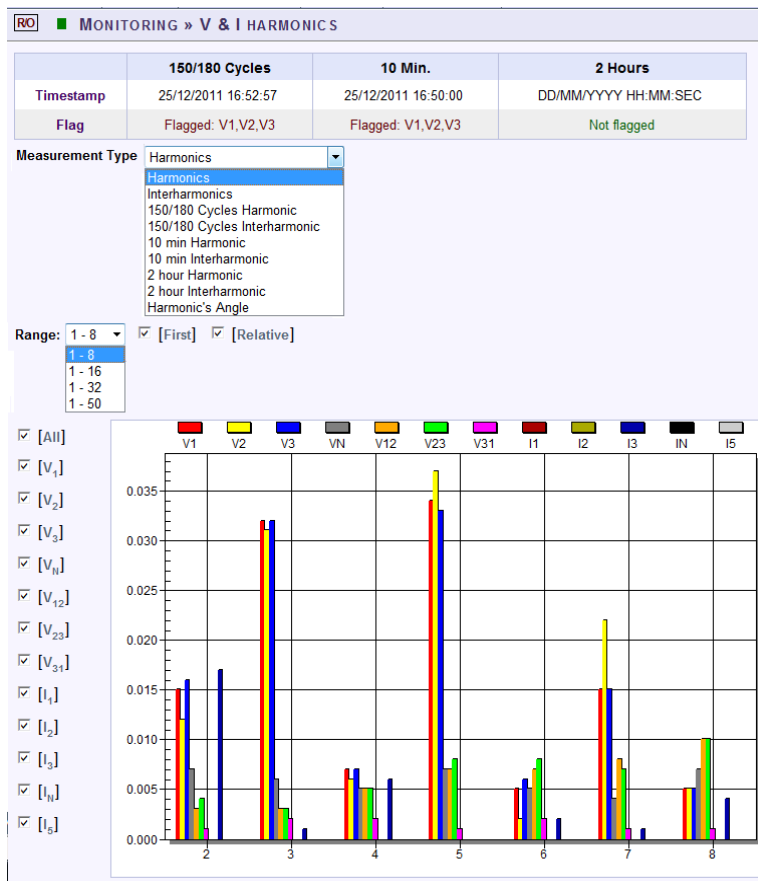 R/O MONITORING » V & I HARMONICS
150/180 Cycles 10 Min. 2 Hours
Timestamp 25/12/2011 16:52:57 25/12/2011 16:50:00 DD/MM/YYYY HH:MM:SEC
Flag Flagged: V1,V2,V3 Flagged: V1,V2,V3 Not flagged
Measurement Type Harmonics
Harmonics
Interharmonics
150/180 Cycles Harmonic
150/180 Cycles Interharmonic
10 min Harmonic
10 min Interharmonic
2 hour Harmonic
2 hour Interharmonic
Harmonic's Angle
Range: 1 - 8 [First] [Relative]
1 - 8
1 - 16
1 - 32
1 - 50
[All]
[V1]
[V2]
[V3]
[VN]
[V12]
[V23]
[V31]
[I1]
[I2]
[I3]
[IN]
[I5]
V1 V2 V3 VN V12 V23 V31 I1 I2 I3 IN I5
0.035
0.030
0.025
0.020
0.015
0.010
0.005
0.000
2 3 4 5 6 7 8